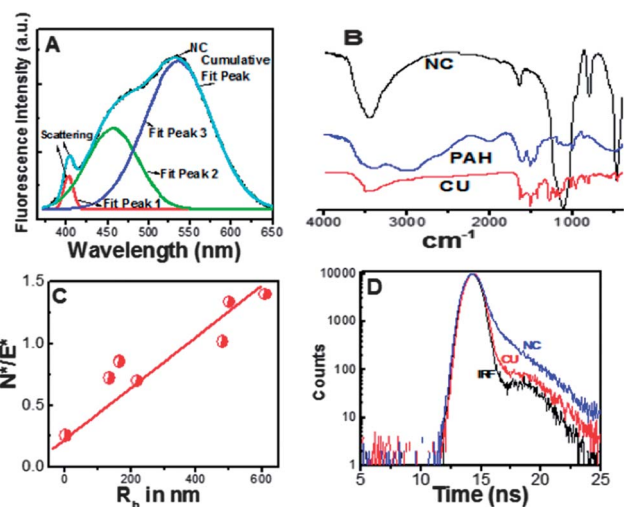 A
NC
Cumulative
Fit Peak
Scattering
Fit Peak 3
Fit Peak 2
Fit Peak 1
Fluorescence Intensity (a.u.)
400 450 500 550 600 650
Wavelength (nm)
B
NC
PAH
CU
4000 3000 2000 1000
cm⁻¹
C
1.5
1.0
0.5
0.0
N*/E*
0 200 400 600
R_h in nm
D
10000
1000
100
10
1
Counts
NC
CU
IRF
5 10 15 20 25
Time (ns)